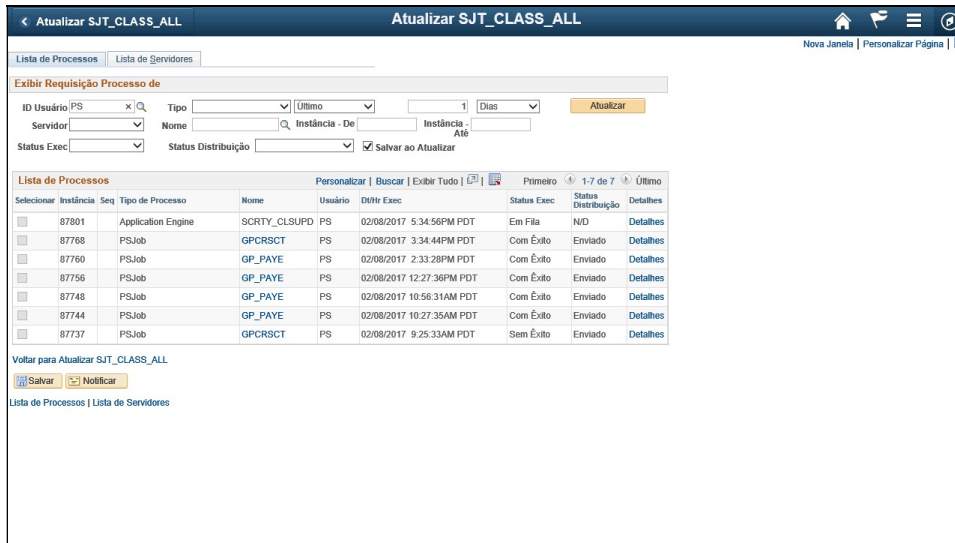 Atualizar SJT_CLASS_ALL
Atualizar SJT_CLASS_ALL
Nova Janela | Personalizar Página |
Lista de Processos
Lista de Servidores
Exibir Requisição Processo de
ID Usuário PS × Tipo Último 1 Dias Atualizar
Servidor Nome Instância - De Instância - Até
Status Exec Status Distribuição Salvar ao Atualizar
Lista de Processos Personalizar | Buscar | Exibir Tudo | | Primeiro 1-7 de 7 Último
Selecionar Instância Seq Tipo de Processo Nome Usuário Dt/Hr Exec Status Exec Status Distribuição Detalhes
87801 Application Engine SCRTY_CLSUPD PS 02/08/2017 5:34:56PM PDT Em Fila N/D Detalhes
87768 PSJob GPCRSCT PS 02/08/2017 3:34:44PM PDT Com Êxito Enviado Detalhes
87760 PSJob GP_PAYE PS 02/08/2017 2:33:28PM PDT Com Êxito Enviado Detalhes
87756 PSJob GP_PAYE PS 02/08/2017 12:27:36PM PDT Com Êxito Enviado Detalhes
87748 PSJob GP_PAYE PS 02/08/2017 10:56:31AM PDT Com Êxito Enviado Detalhes
87744 PSJob GP_PAYE PS 02/08/2017 10:27:35AM PDT Com Êxito Enviado Detalhes
87737 PSJob GPCRSCT PS 02/08/2017 9:25:33AM PDT Sem Êxito Enviado Detalhes
Voltar para Atualizar SJT_CLASS_ALL
Salvar Notificar
Lista de Processos | Lista de Servidores